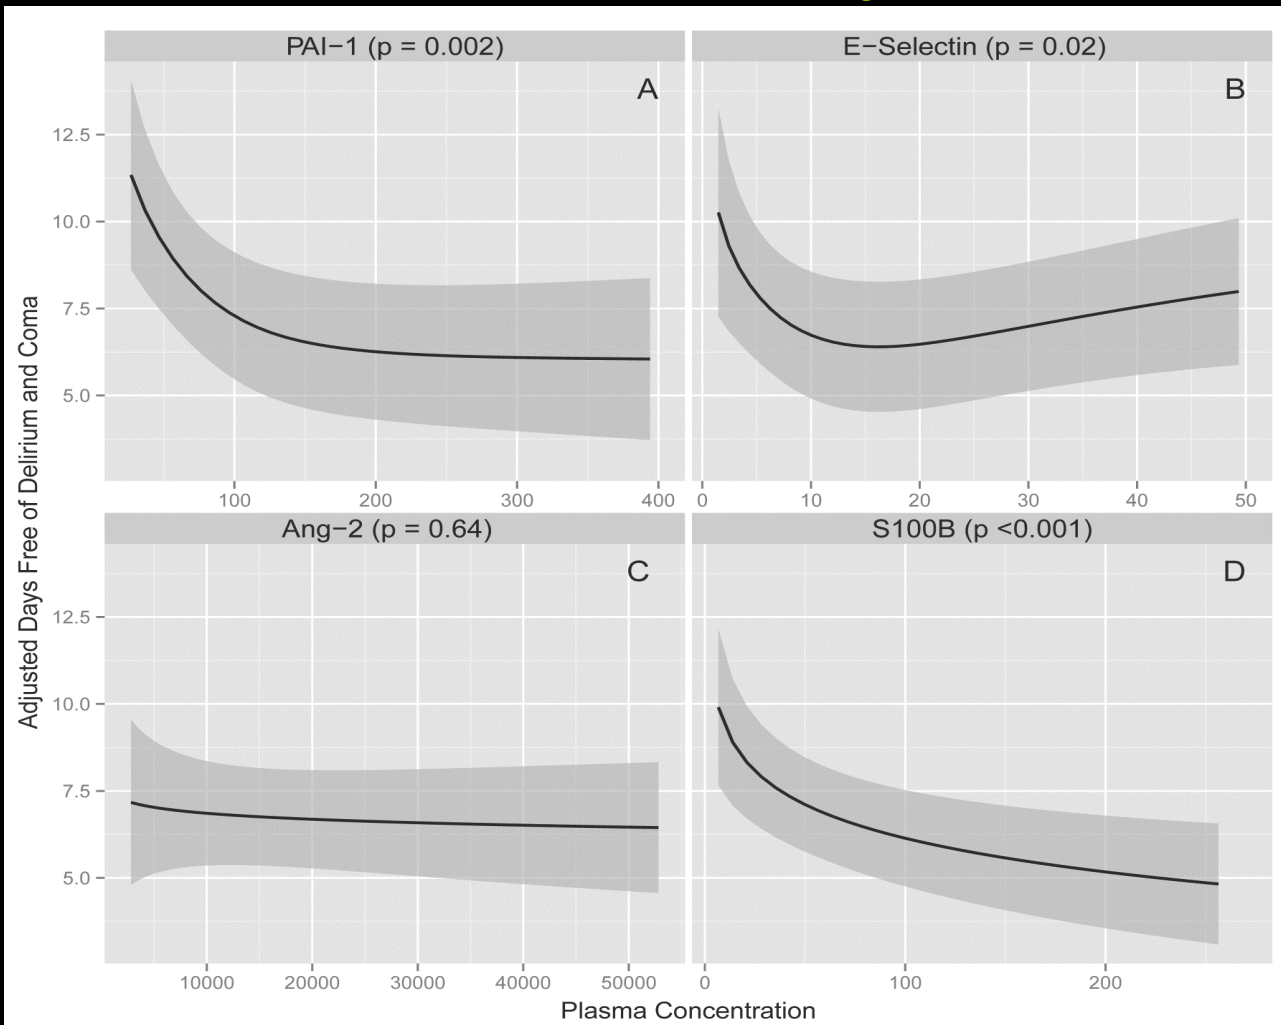 PAI−1 (p = 0.002)
E−Selectin (p = 0.02)
A
B
12.5
10.0
7.5
5.0
100 200 300 400
0 10 20 30 40 50
Ang−2 (p = 0.64)
S100B (p <0.001)
C
D
12.5
10.0
7.5
5.0
10000 20000 30000 40000 50000
0 100 200
Adjusted Days Free of Delirium and Coma
Plasma Concentration